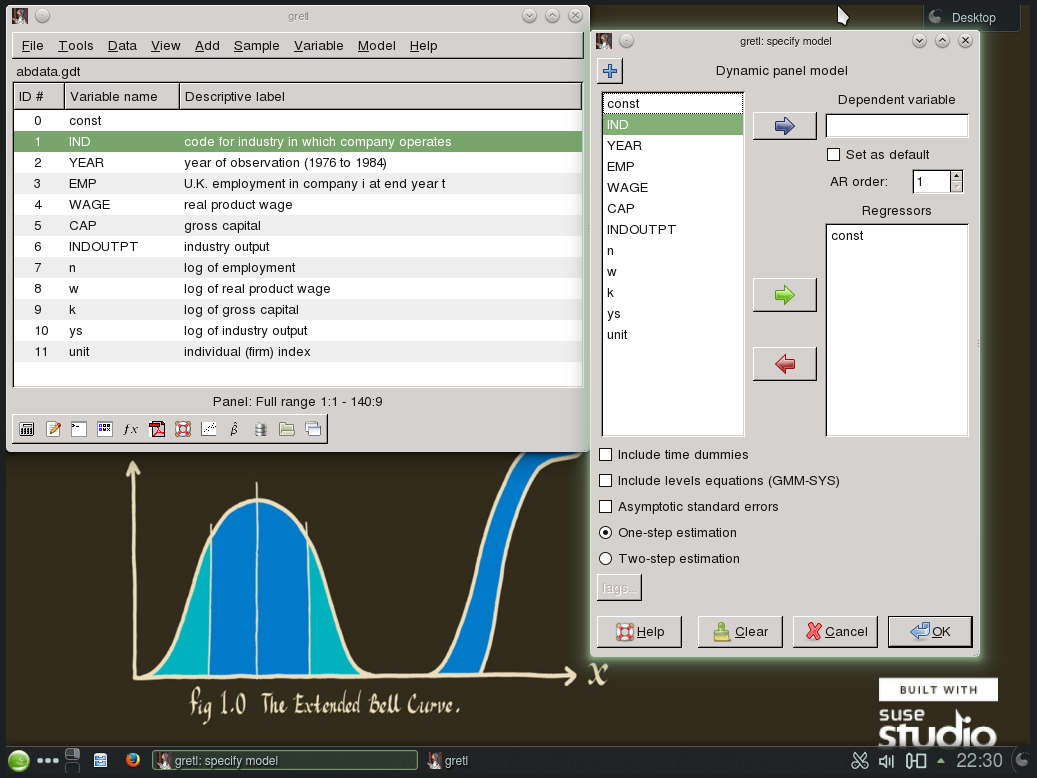 gretl
File Tools Data View Add Sample Variable Model Help
abdata.gdt
ID # Variable name Descriptive label
0 const
1 IND code for industry in which company operates
2 YEAR year of observation (1976 to 1984)
3 EMP U.K. employment in company i at end year t
4 WAGE real product wage
5 CAP gross capital
6 INDOUTPT industry output
7 n log of employment
8 w log of real product wage
9 k log of gross capital
10 ys log of industry output
11 unit individual (firm) index
Panel: Full range 1:1 - 140:9
fx
β̂
Desktop
gretl: specify model
Dynamic panel model
const
IND
YEAR
EMP
WAGE
CAP
INDOUTPT
n
w
k
ys
unit
Dependent variable
Set as default
AR order: 1
Regressors
const
Include time dummies
Include levels equations (GMM-SYS)
Asymptotic standard errors
One-step estimation
Two-step estimation
lags...
Help Clear Cancel OK
x
fig 1.0 The Extended Bell Curve.
BUILT WITH
suse
studio
gretl: specify model
gretl
22:30